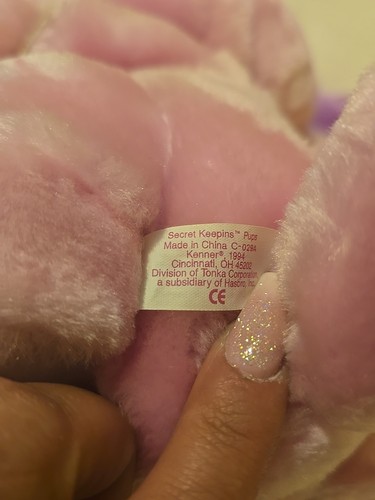 Secret Keepins™ Pups
Made in China C-0284
Kenner®, 1994
Cincinnati, OH 45202
Division of Tonka Corporation
a subsidiary of Hasbro, Inc.
CE